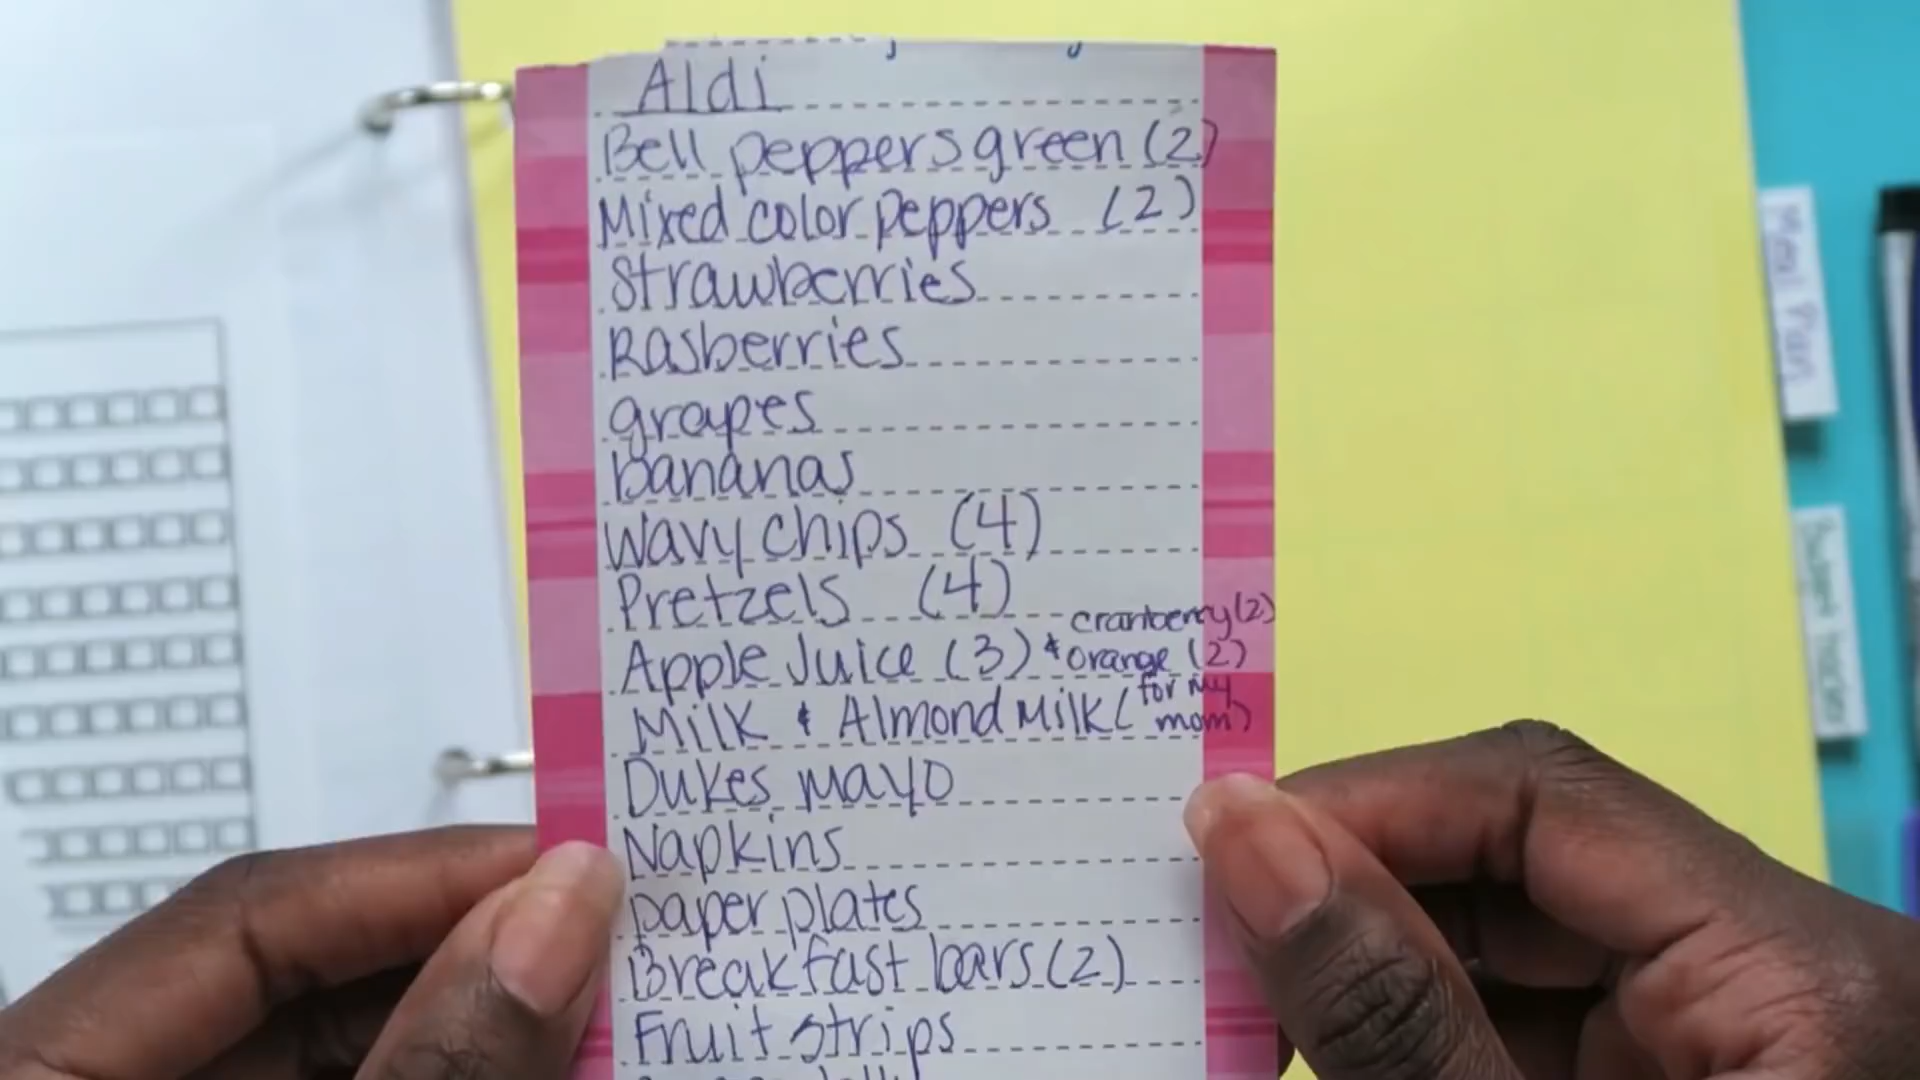 Aldi
Bell peppers green (2)
Mixed color peppers (2)
Strawberries
Rasberries
grapes
bananas
Wavy chips (4)
Pretzels (4)
cranberry (2)
Apple Juice (3) & orange (2)
Milk & Almond Milk (for my mom)
Dukes mayo
Napkins
paper plates
Breakfast bars (2)
Fruit strips
Meal Plan